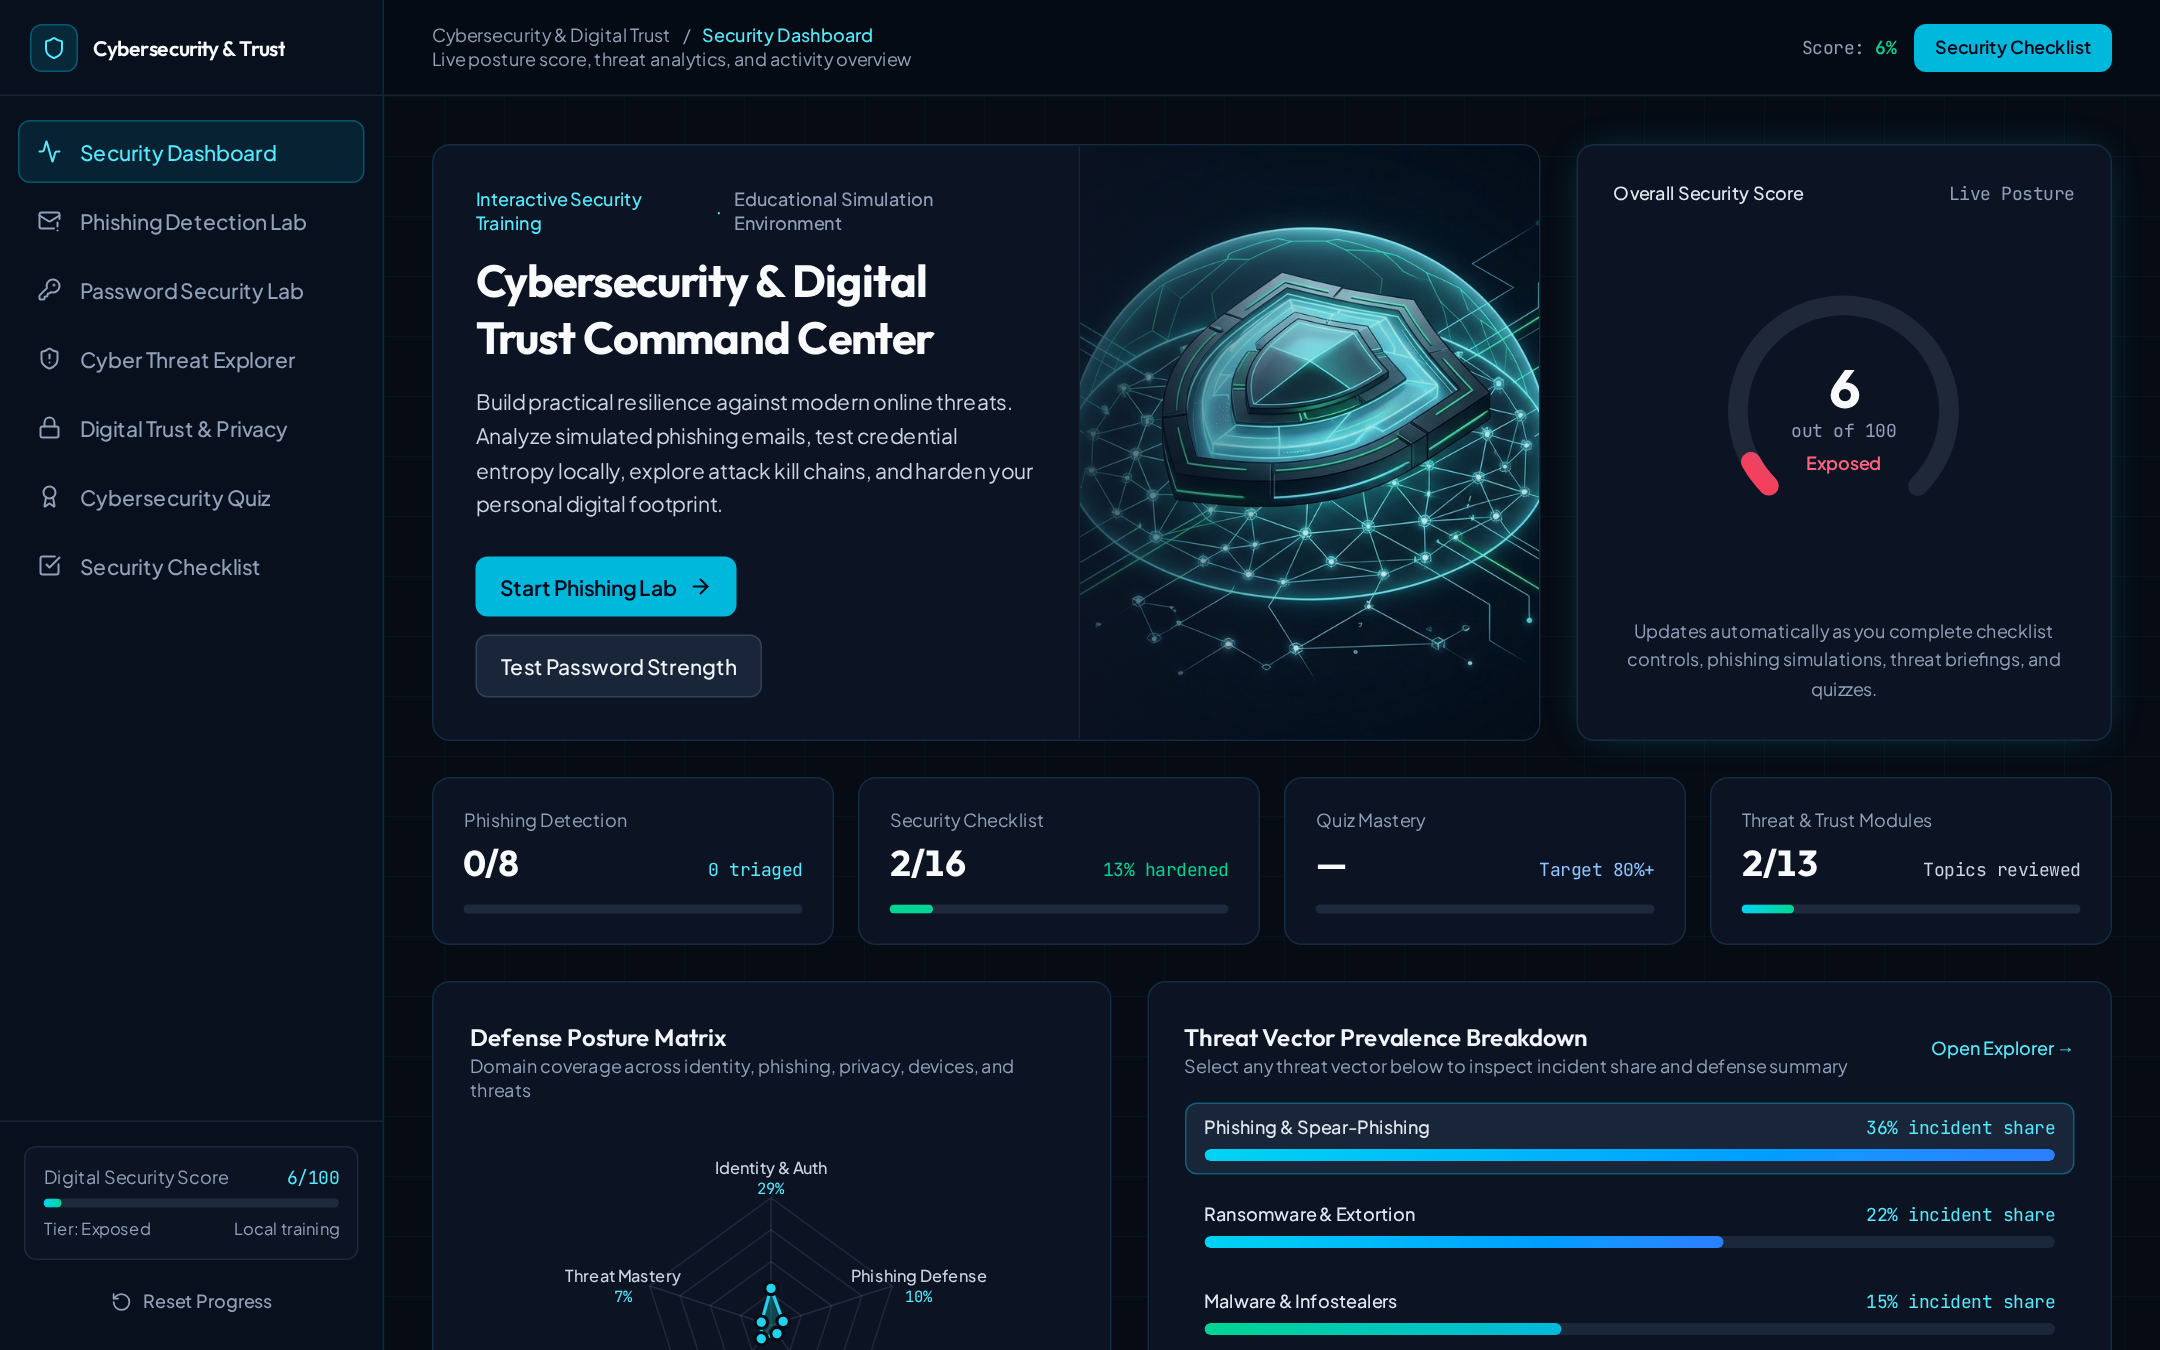 Cybersecurity & Trust
Security Dashboard
Phishing Detection Lab
Password Security Lab
Cyber Threat Explorer
Digital Trust & Privacy
Cybersecurity Quiz
Security Checklist
Digital Security Score 6/100
Tier: Exposed Local training
Reset Progress
Cybersecurity & Digital Trust / Security Dashboard
Live posture score, threat analytics, and activity overview
Score: 6%
Security Checklist
Interactive Security
Training
· Educational Simulation
Environment
Cybersecurity & Digital
Trust Command Center
Build practical resilience against modern online threats.
Analyze simulated phishing emails, test credential
entropy locally, explore attack kill chains, and harden your
personal digital footprint.
Start Phishing Lab →
Test Password Strength
Overall Security Score Live Posture
6
out of 100
Exposed
Updates automatically as you complete checklist
controls, phishing simulations, threat briefings, and
quizzes.
Phishing Detection
0/8 0 triaged
Security Checklist
2/16 13% hardened
Quiz Mastery
— Target 80%+
Threat & Trust Modules
2/13 Topics reviewed
Defense Posture Matrix
Domain coverage across identity, phishing, privacy, devices, and
threats
Identity & Auth
29%
Threat Mastery
7%
Phishing Defense
10%
Threat Vector Prevalence Breakdown
Select any threat vector below to inspect incident share and defense summary
Open Explorer →
Phishing & Spear-Phishing 36% incident share
Ransomware & Extortion 22% incident share
Malware & Infostealers 15% incident share